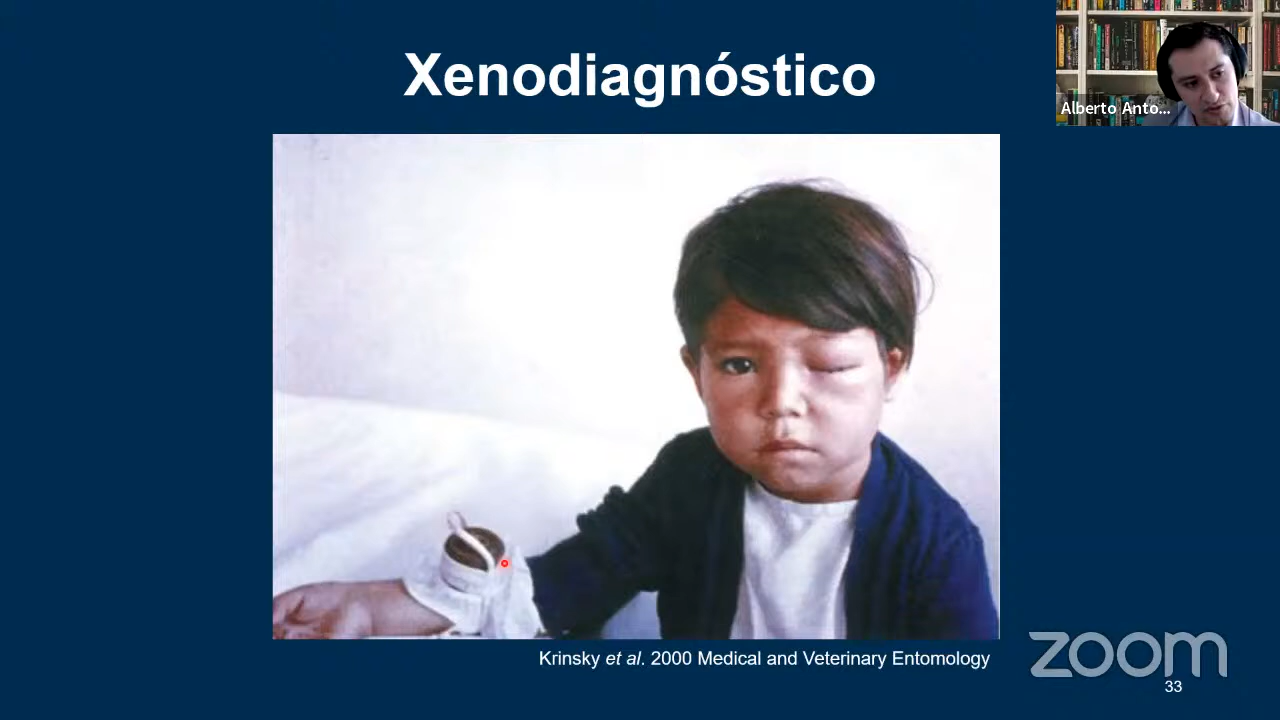 Xenodiagnóstico
Alberto Anto...
Krinsky et al. 2000 Medical and Veterinary Entomology
zoom
33